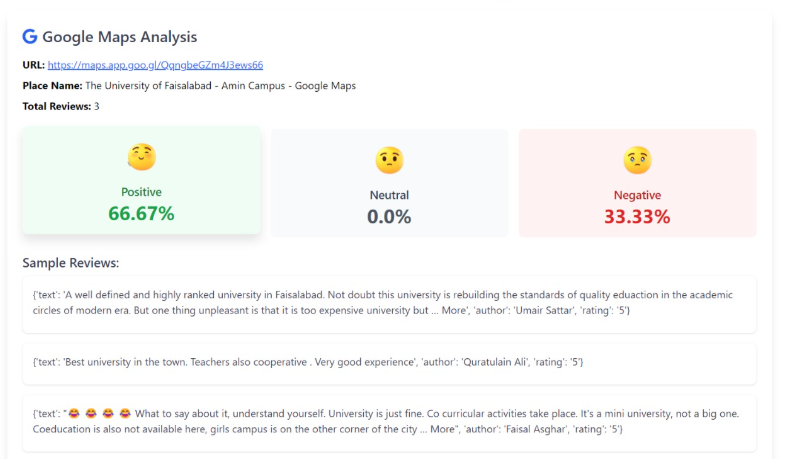 Google Maps Analysis
URL: https://maps.app.goo.gl/QqngbeGZm4J3ews66
Place Name: The University of Faisalabad - Amin Campus - Google Maps
Total Reviews: 3
Positive
66.67%
Neutral
0.0%
Negative
33.33%
Sample Reviews:
{'text': 'A well defined and highly ranked university in Faisalabad. Not doubt this university is rebuilding the standards of quality eduaction in the academic
circles of modern era. But one thing unpleasant is that it is too expensive university but ... More', 'author': 'Umair Sattar', 'rating': '5'}
{'text': 'Best university in the town. Teachers also cooperative . Very good experience', 'author': 'Quratulain Ali', 'rating': '5'}
{'text': "😂 😂 😂 😂 What to say about it, understand yourself. University is just fine. Co curricular activities take place. It's a mini university, not a big one.
Coeducation is also not available here, girls campus is on the other corner of the city ... More", 'author': 'Faisal Asghar', 'rating': '5'}